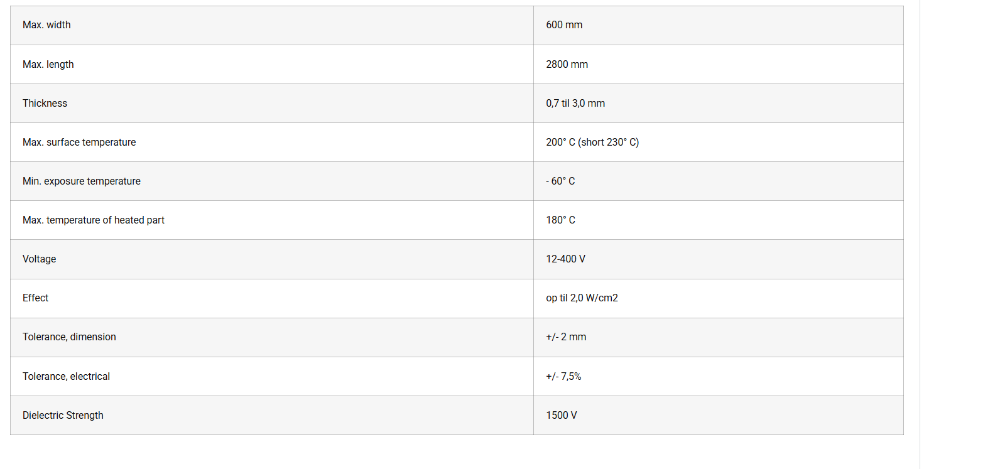 Max. width 600 mm
Max. length 2800 mm
Thickness 0,7 til 3,0 mm
Max. surface temperature 200° C (short 230° C)
Min. exposure temperature - 60° C
Max. temperature of heated part 180° C
Voltage 12-400 V
Effect op til 2,0 W/cm2
Tolerance, dimension +/- 2 mm
Tolerance, electrical +/- 7,5%
Dielectric Strength 1500 V